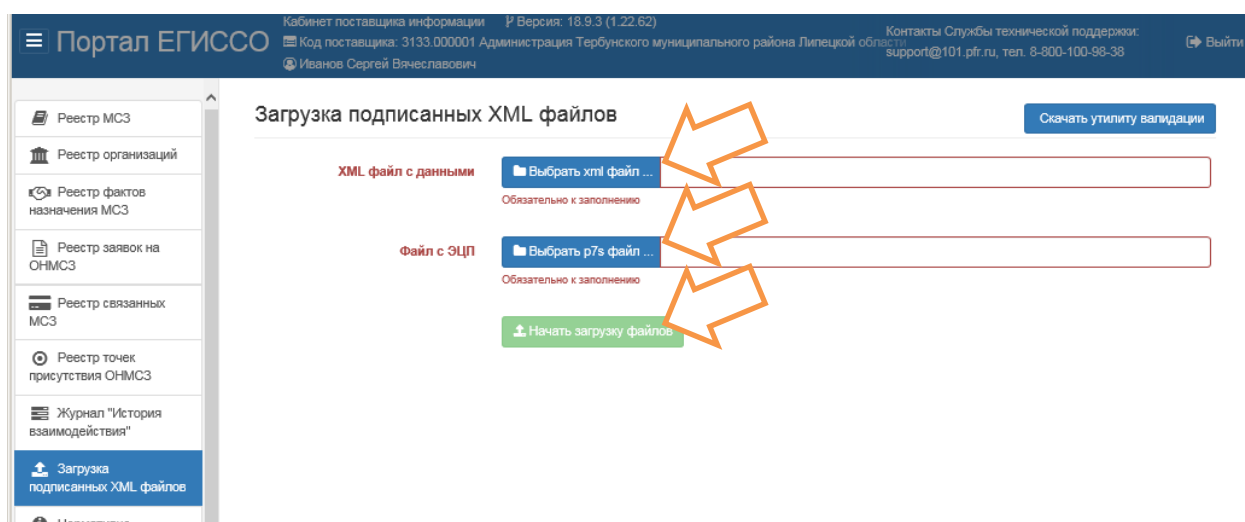 Портал ЕГИССО
Кабинет поставщика информации Версия: 18.9.3 (1.22.62)
Код поставщика: 3133.000001 Администрация Тербунского муниципального района Липецкой области
Иванов Сергей Вячеславович
Контакты Службы технической поддержки:
support@101.pfr.ru, тел. 8-800-100-98-38
Выйти
Реестр МСЗ
Реестр организаций
Реестр фактов
назначения МСЗ
Реестр заявок на
ОНМСЗ
Реестр связанных
МСЗ
Реестр точек
присутствия ОНМСЗ
Журнал "История
взаимодействия"
Загрузка
подписанных XML файлов
Загрузка подписанных XML файлов
Скачать утилиту валидации
XML файл с данными
Выбрать xml файл ...
Обязательно к заполнению
Файл с ЭЦП
Выбрать p7s файл ...
Обязательно к заполнению
Начать загрузку файлов